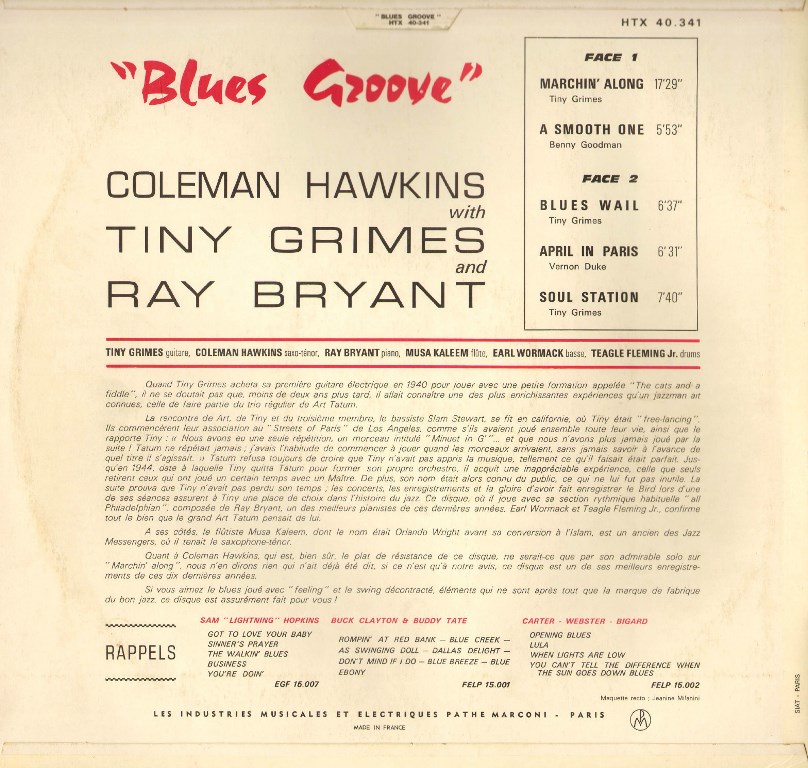 "BLUES GROOVE"
HTX 40-341
HTX 40.341
"Blues Groove"
COLEMAN HAWKINS
with
TINY GRIMES
and
RAY BRYANT
FACE 1
MARCHIN' ALONG 17'29"
Tiny Grimes
A SMOOTH ONE 5'53"
Benny Goodman
FACE 2
BLUES WAIL 6'37"
Tiny Grimes
APRIL IN PARIS 6'31"
Vernon Duke
SOUL STATION 7'40"
Tiny Grimes
TINY GRIMES guitare, COLEMAN HAWKINS saxo-ténor, RAY BRYANT piano, MUSA KALEEM flûte, EARL WORMACK basse, TEAGLE FLEMING Jr. drums
Quand Tiny Grimes acheta sa première guitare électrique en 1940 pour jouer avec une petite formation appelée "The cats and a
fiddle", il ne se doutait pas que, moins de deux ans plus tard, il allait connaître une des plus enrichissantes expériences qu'un jazzman ait
connues, celle de faire partie du trio régulier de Art Tatum.
La rencontre de Art, de Tiny et du troisième membre, le bassiste Slam Stewart, se fit en californie, où Tiny était "free-lancing".
Ils commencèrent leur association au "Streets of Paris" de Los Angeles, comme s'ils avaient joué ensemble toute leur vie, ainsi que le
rapporte Tiny : « Nous avons eu une seule répétition, un morceau intitulé "Minuet in G"... et que nous n'avons plus jamais joué par la
suite ! Tatum ne répétait jamais ; j'avais l'habitude de commencer à jouer quand les morceaux arrivaient, sans jamais savoir à l'avance de
quel titre il s'agissait. » Tatum refusa toujours de croire que Tiny n'avait pas appris la musique, tellement ce qu'il faisait était parfait. Jus-
qu'en 1944, date à laquelle Tiny quitta Tatum pour former son propre orchestre, il acquit une inappréciable expérience, celle que seuls
retirent ceux qui ont joué un certain temps avec un Maître. De plus, son nom était alors connu du public, ce qui ne lui fut pas inutile. La
suite prouva que Tiny n'avait pas perdu son temps ; les concerts, les enregistrements et la gloire d'avoir fait enregistrer le Bird lors d'une
de ses séances assurent à Tiny une place de choix dans l'histoire du jazz. Ce disque, où il joue avec sa section rythmique habituelle "all
Philadelphian", composée de Ray Bryant, un des meilleurs pianistes de ces dernières années, Earl Wormack et Teagle Fleming Jr., confirme
tout le bien que le grand Art Tatum pensait de lui.
A ses côtés, le flûtiste Musa Kaleem, dont le nom était Orlando Wright avant sa conversion à l'Islam, est un ancien des Jazz
Messengers, où il tenait le saxophone-ténor.
Quant à Coleman Hawkins, qui est, bien sûr, le plat de résistance de ce disque, ne serait-ce que par son admirable solo sur
"Marchin' along", nous n'en dirons rien qui n'ait déjà été dit, si ce n'est qu'à notre avis, ce disque est un de ses meilleurs enregistre-
ments de ces dix dernières années.
Si vous aimez le blues joué avec "feeling" et le swing décontracté, éléments qui ne sont après tout que la marque de fabrique
du bon jazz, ce disque est assurément fait pour vous !
RAPPELS
SAM "LIGHTNING" HOPKINS
GOT TO LOVE YOUR BABY
SINNER'S PRAYER
THE WALKIN' BLUES
BUSINESS
YOU'RE DOIN'
EGF 16.007
BUCK CLAYTON & BUDDY TATE
ROMPIN' AT RED BANK – BLUE CREEK –
AS SWINGING DOLL – DALLAS DELIGHT –
DON'T MIND IF I DO – BLUE BREEZE – BLUE
EBONY
FELP 15.001
CARTER - WEBSTER - BIGARD
OPENING BLUES
LULA
WHEN LIGHTS ARE LOW
YOU CAN'T TELL THE DIFFERENCE WHEN
THE SUN GOES DOWN BLUES
FELP 15.002
Maquette recto : Jeanine Milanini
LES INDUSTRIES MUSICALES ET ELECTRIQUES PATHE MARCONI - PARIS
MADE IN FRANCE
SIAT - PARIS